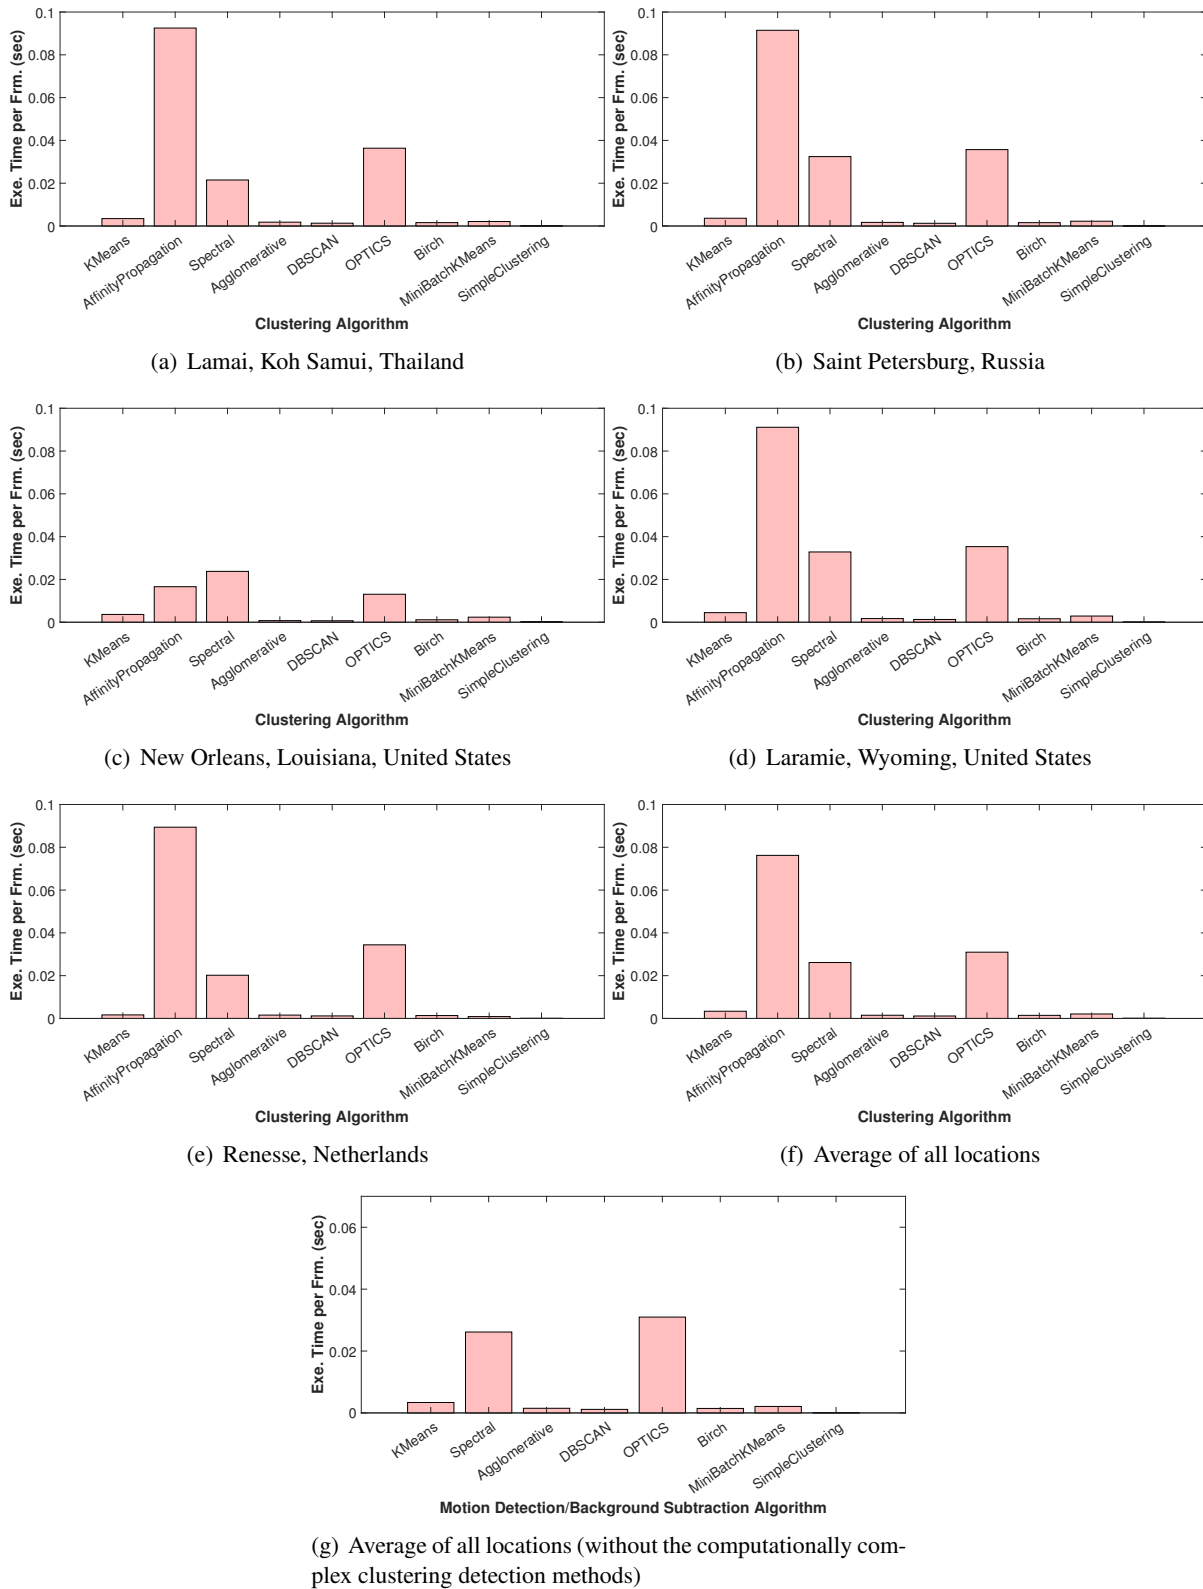 0.1
0.08
0.06
0.04
0.02
0
Exe. Time per Frm. (sec)
KMeans
AffinityPropagation
Spectral
Agglomerative
DBSCAN
OPTICS
Birch
MiniBatchKMeans
SimpleClustering
Clustering Algorithm
(a) Lamai, Koh Samui, Thailand
0.1
0.08
0.06
0.04
0.02
0
Exe. Time per Frm. (sec)
KMeans
AffinityPropagation
Spectral
Agglomerative
DBSCAN
OPTICS
Birch
MiniBatchKMeans
SimpleClustering
Clustering Algorithm
(b) Saint Petersburg, Russia
0.1
0.08
0.06
0.04
0.02
0
Exe. Time per Frm. (sec)
KMeans
AffinityPropagation
Spectral
Agglomerative
DBSCAN
OPTICS
Birch
MiniBatchKMeans
SimpleClustering
Clustering Algorithm
(c) New Orleans, Louisiana, United States
0.1
0.08
0.06
0.04
0.02
0
Exe. Time per Frm. (sec)
KMeans
AffinityPropagation
Spectral
Agglomerative
DBSCAN
OPTICS
Birch
MiniBatchKMeans
SimpleClustering
Clustering Algorithm
(d) Laramie, Wyoming, United States
0.1
0.08
0.06
0.04
0.02
0
Exe. Time per Frm. (sec)
KMeans
AffinityPropagation
Spectral
Agglomerative
DBSCAN
OPTICS
Birch
MiniBatchKMeans
SimpleClustering
Clustering Algorithm
(e) Renesse, Netherlands
0.1
0.08
0.06
0.04
0.02
0
Exe. Time per Frm. (sec)
KMeans
AffinityPropagation
Spectral
Agglomerative
DBSCAN
OPTICS
Birch
MiniBatchKMeans
SimpleClustering
Clustering Algorithm
(f) Average of all locations
0.06
0.04
0.02
0
Exe. Time per Frm. (sec)
KMeans
Spectral
Agglomerative
DBSCAN
OPTICS
Birch
MiniBatchKMeans
SimpleClustering
Motion Detection/Background Subtraction Algorithm
(g) Average of all locations (without the computationally com-
plex clustering detection methods)